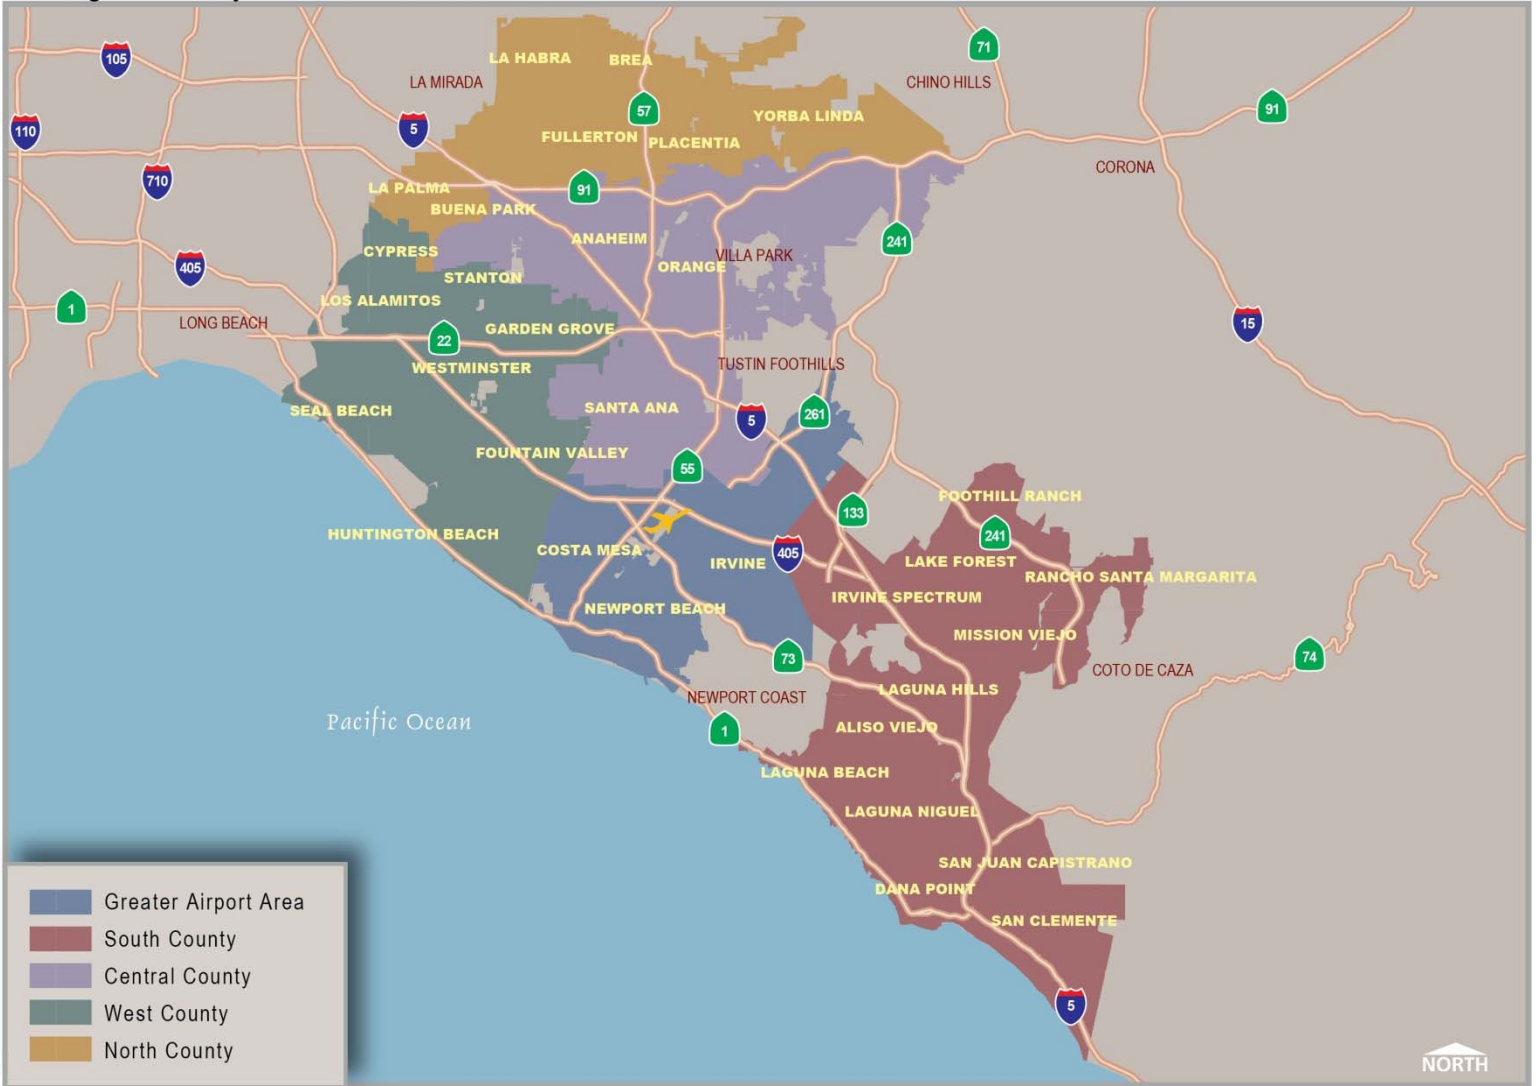 105
LA HABRA
BREA
71
LA MIRADA
CHINO HILLS
110
5
57
YORBA LINDA
91
FULLERTON
PLACENTIA
710
CORONA
LA PALMA
91
BUENA PARK
ANAHEIM
241
CYPRESS
VILLA PARK
405
ORANGE
STANTON
1
LOS ALAMITOS
LONG BEACH
22
GARDEN GROVE
15
WESTMINSTER
TUSTIN FOOTHILLS
SEAL BEACH
SANTA ANA
5
261
FOUNTAIN VALLEY
55
FOOTHILL RANCH
133
HUNTINGTON BEACH
241
COSTA MESA
IRVINE
405
LAKE FOREST
RANCHO SANTA MARGARITA
NEWPORT BEACH
IRVINE SPECTRUM
MISSION VIEJO
73
COTO DE CAZA
74
NEWPORT COAST
LAGUNA HILLS
Pacific Ocean
1
ALISO VIEJO
LAGUNA BEACH
LAGUNA NIGUEL
SAN JUAN CAPISTRANO
DANA POINT
SAN CLEMENTE
5
Greater Airport Area
South County
Central County
West County
North County
NORTH